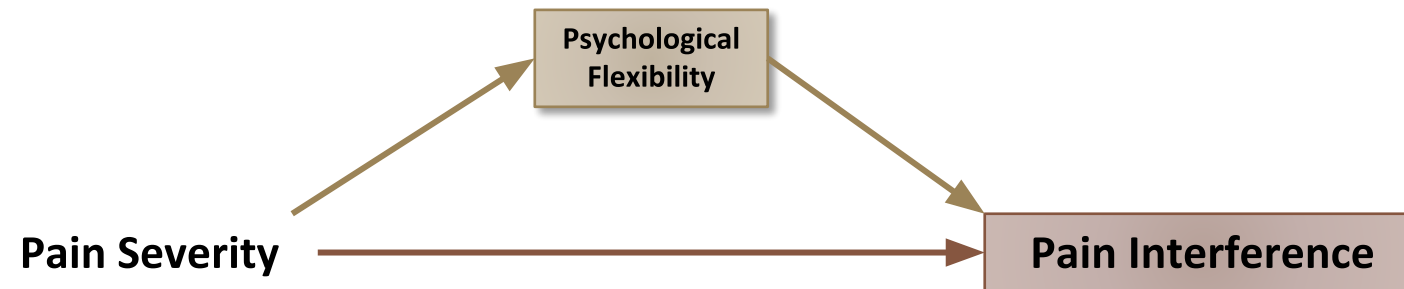 Psychological
Flexibility
Pain Severity
Pain Interference